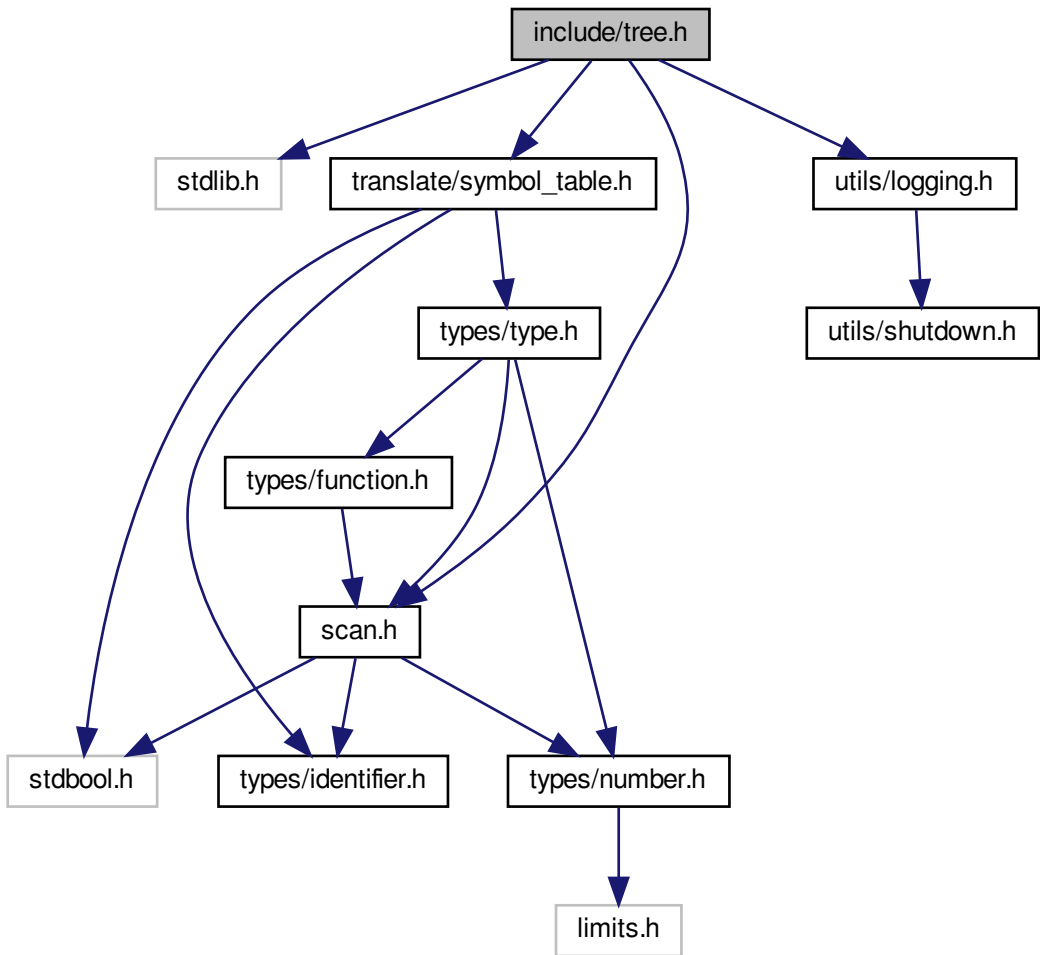 include/tree.h
stdlib.h
translate/symbol_table.h
utils/logging.h
types/type.h
utils/shutdown.h
types/function.h
scan.h
stdbool.h
types/identifier.h
types/number.h
limits.h